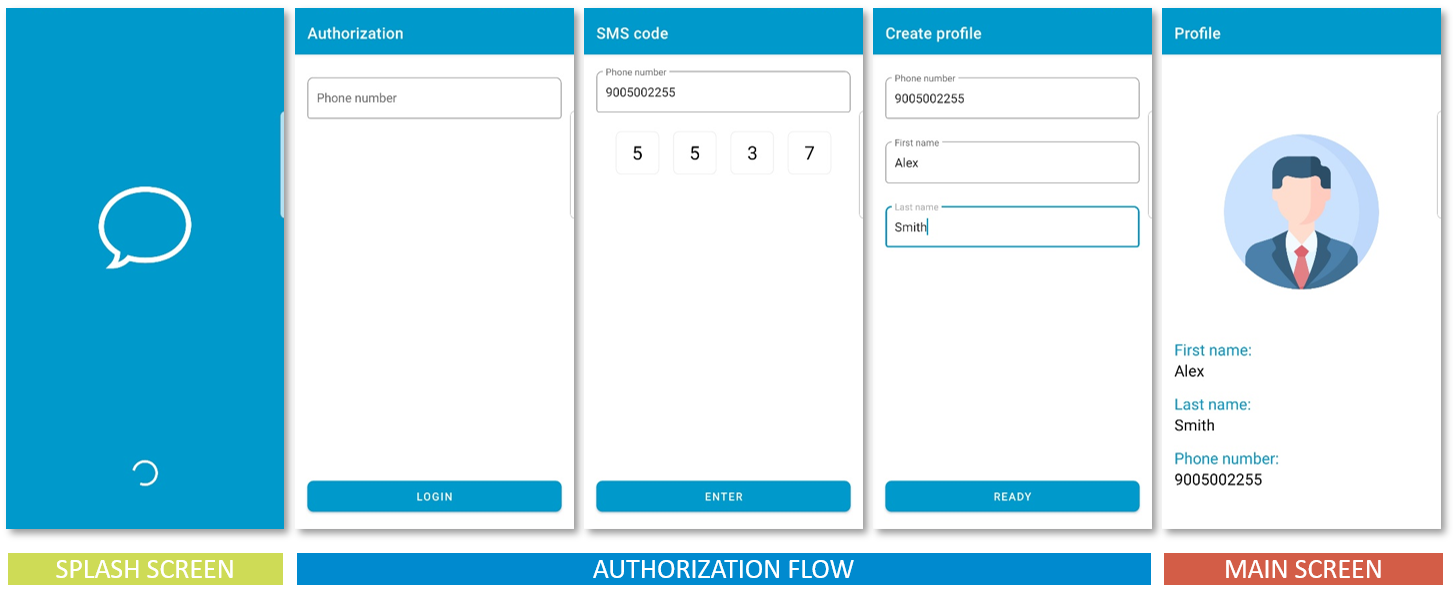 Authorization
Phone number
LOGIN
SMS code
Phone number
9005002255
5 5 3 7
ENTER
Create profile
Phone number
9005002255
First name
Alex
Last name
Smith
READY
Profile
First name:
Alex
Last name:
Smith
Phone number:
9005002255
SPLASH SCREEN
AUTHORIZATION FLOW
MAIN SCREEN